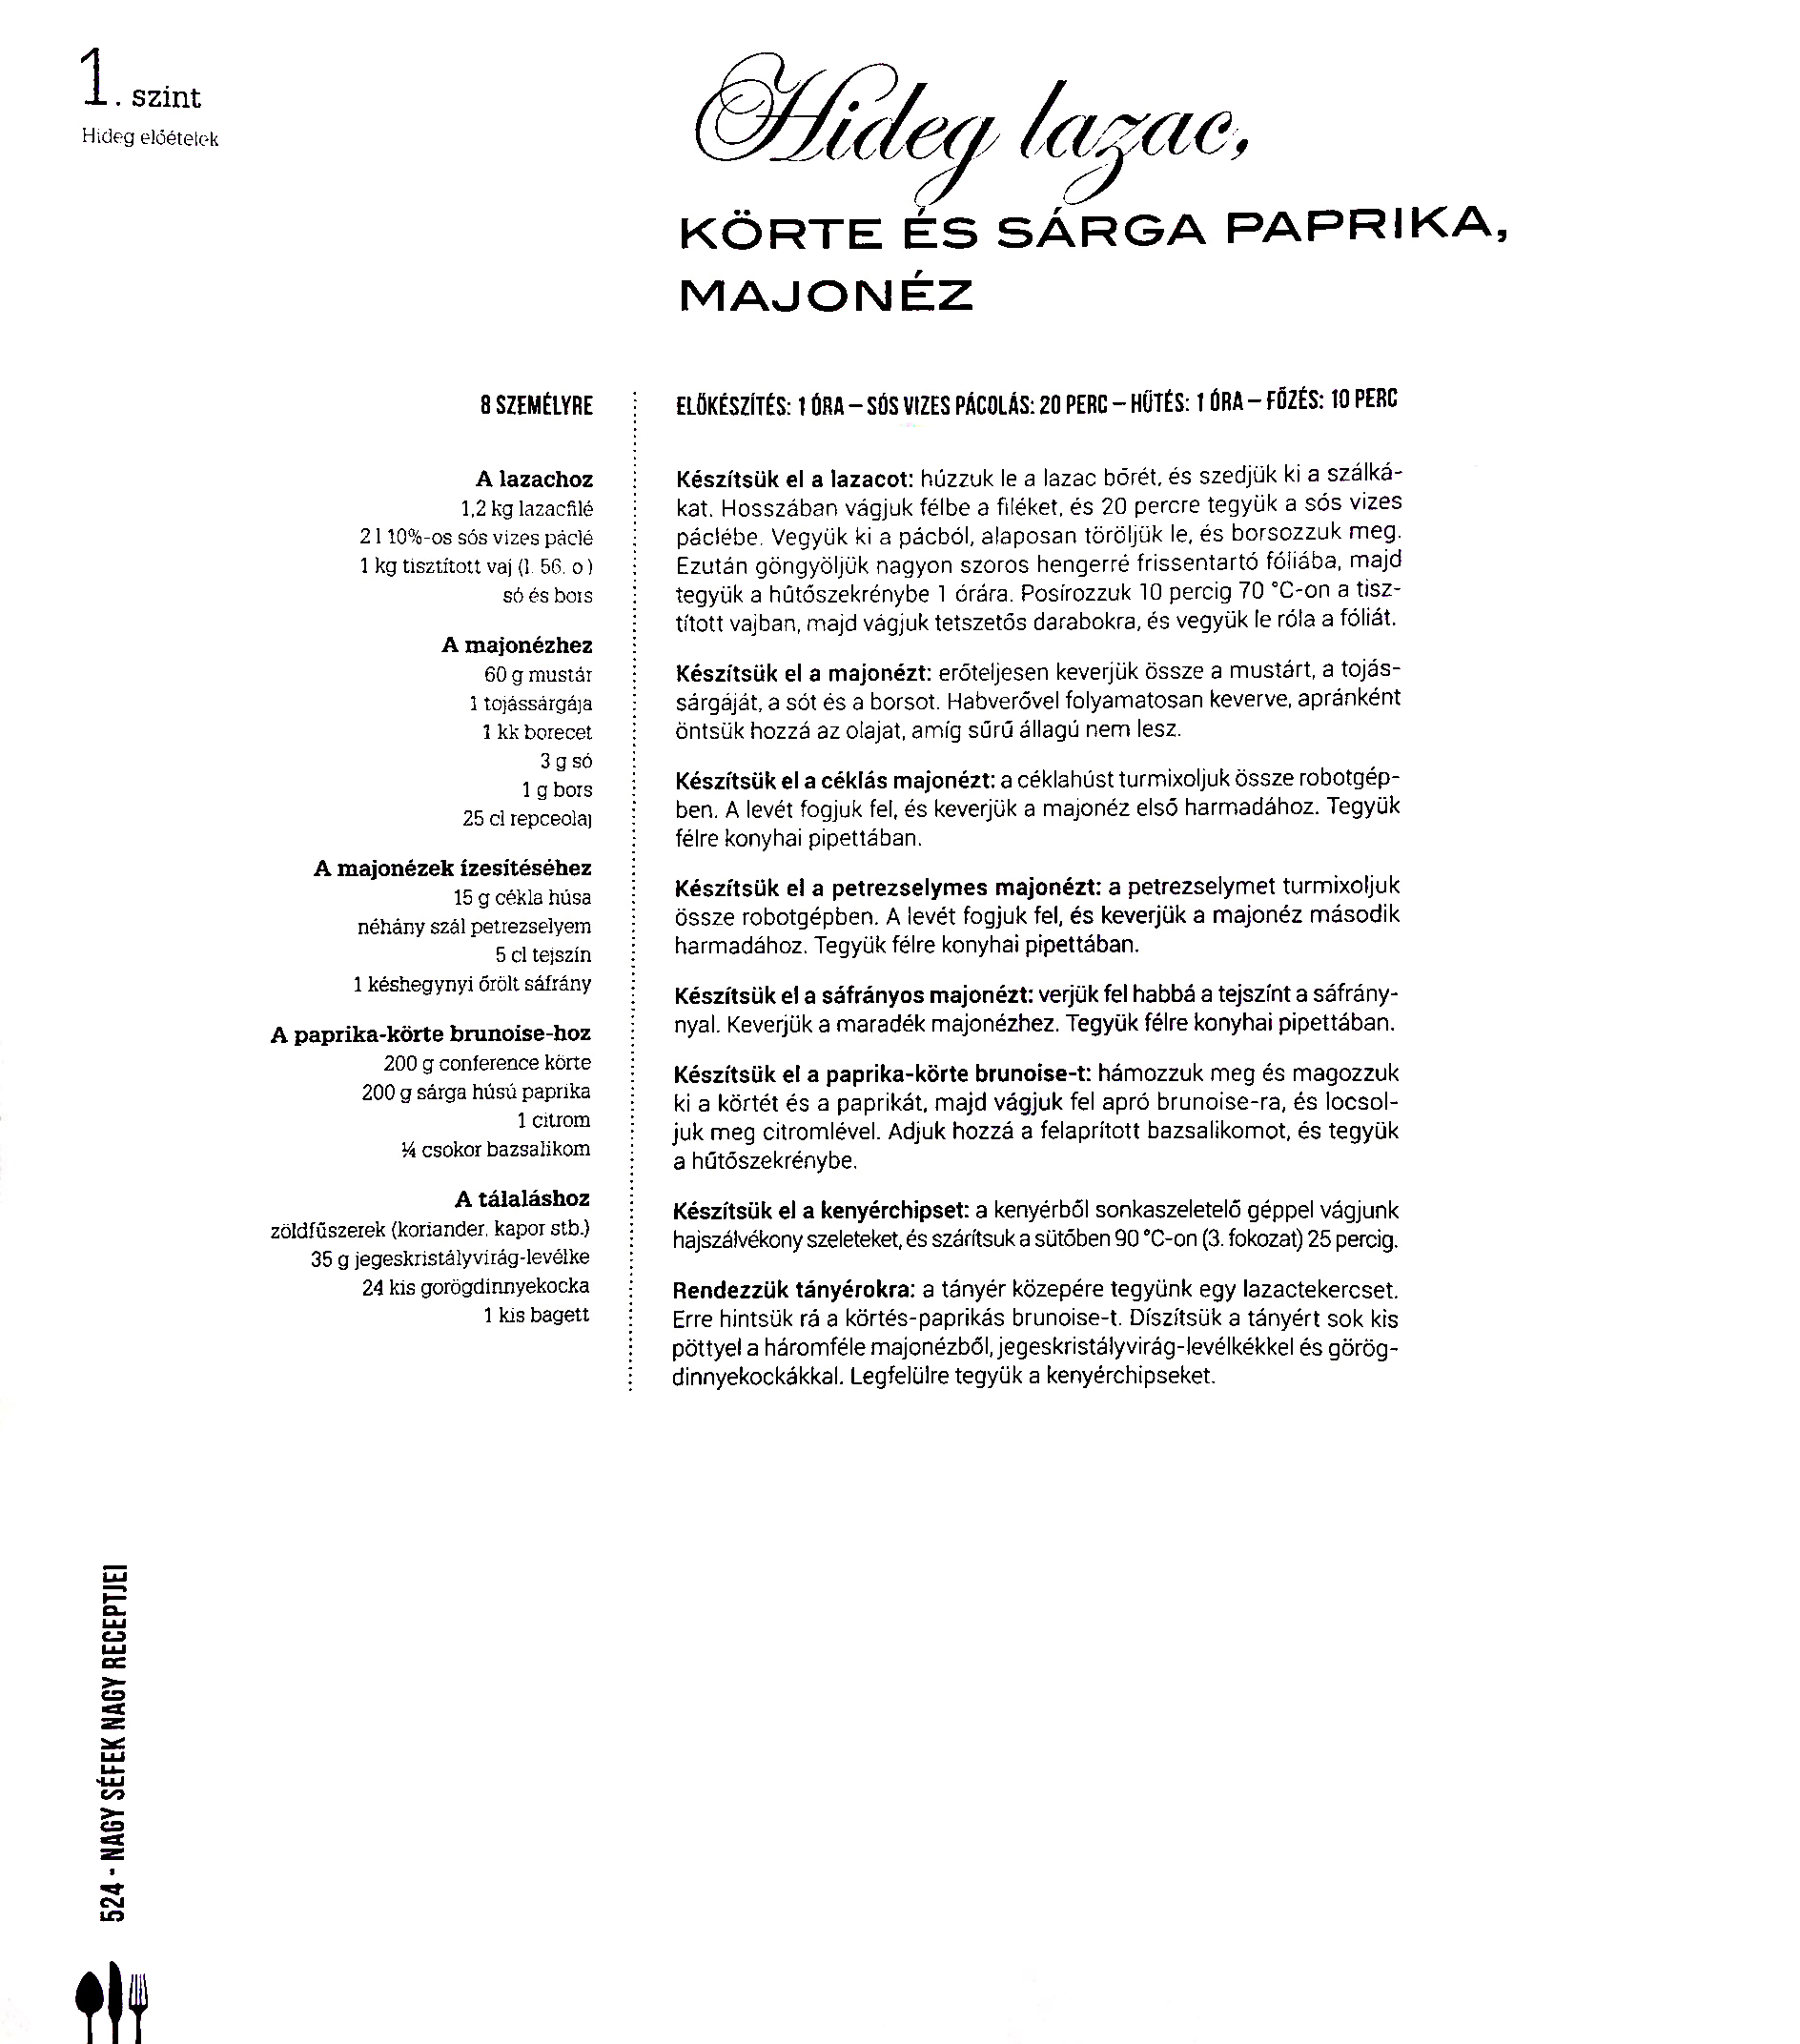 1. szint
Hideg előételek
Hideg lazac,
KÖRTE ÉS SÁRGA PAPRIKA,
MAJONÉZ
8 SZEMÉLYRE
A lazachoz
1,2 kg lazacfilé
2 l 10%-os sós vizes páclé
1 kg tisztított vaj (l. 56. o.)
só és bors
A majonézhez
60 g mustár
1 tojássárgája
1 kk borecet
3 g só
1 g bors
25 cl repceolaj
A majonézek ízesítéséhez
15 g cékla húsa
néhány szál petrezselyem
5 cl tejszín
1 késhegynyi őrölt sáfrány
A paprika-körte brunoise-hoz
200 g conference körte
200 g sárga húsú paprika
1 citrom
¼ csokor bazsalikom
A tálaláshoz
zöldfűszerek (koriander, kapor stb.)
35 g jegeskristályvirág-levélke
24 kis görögdinnyekocka
1 kis bagett
ELŐKÉSZÍTÉS: 1 ÓRA – SÓS VIZES PÁCOLÁS: 20 PERC – HŰTÉS: 1 ÓRA – FŐZÉS: 10 PERC
Készítsük el a lazacot: húzzuk le a lazac bőrét, és szedjük ki a szálká-
kat. Hosszában vágjuk félbe a filéket, és 20 percre tegyük a sós vizes
páclébe. Vegyük ki a pácból, alaposan töröljük le, és borsozzuk meg.
Ezután göngyöljük nagyon szoros hengerré frissentartó fóliába, majd
tegyük a hűtőszekrénybe 1 órára. Posírozzuk 10 percig 70 °C-on a tisz-
tított vajban, majd vágjuk tetszetős darabokra, és vegyük le róla a fóliát.
Készítsük el a majonézt: erőteljesen keverjük össze a mustárt, a tojás-
sárgáját, a sót és a borsot. Habverővel folyamatosan keverve, apránként
öntsük hozzá az olajat, amíg sűrű állagú nem lesz.
Készítsük el a céklás majonézt: a céklahúst turmixoljuk össze robotgép-
ben. A levét fogjuk fel, és keverjük a majonéz első harmadához. Tegyük
félre konyhai pipettában.
Készítsük el a petrezselymes majonézt: a petrezselymet turmixoljuk
össze robotgépben. A levét fogjuk fel, és keverjük a majonéz második
harmadához. Tegyük félre konyhai pipettában.
Készítsük el a sáfrányos majonézt: verjük fel habbá a tejszínt a sáfrány-
nyal. Keverjük a maradék majonézhez. Tegyük félre konyhai pipettában.
Készítsük el a paprika-körte brunoise-t: hámozzuk meg és magozzuk
ki a körtét és a paprikát, majd vágjuk fel apró brunoise-ra, és locsol-
juk meg citromlével. Adjuk hozzá a felaprított bazsalikomot, és tegyük
a hűtőszekrénybe.
Készítsük el a kenyérchipset: a kenyérből sonkaszeletelő géppel vágjunk
hajszálvékony szeleteket, és szárítsuk a sütőben 90 °C-on (3. fokozat) 25 percig.
Rendezzük tányérokra: a tányér közepére tegyünk egy lazactekercset.
Erre hintsük rá a körtés-paprikás brunoise-t. Díszítsük a tányért sok kis
pöttyel a háromféle majonézből, jegeskristályvirág-levélkékkel és görög-
dinnyekockákkal. Legfelülre tegyük a kenyérchipseket.
524 • NAGY SÉFEK NAGY RECEPTJEI